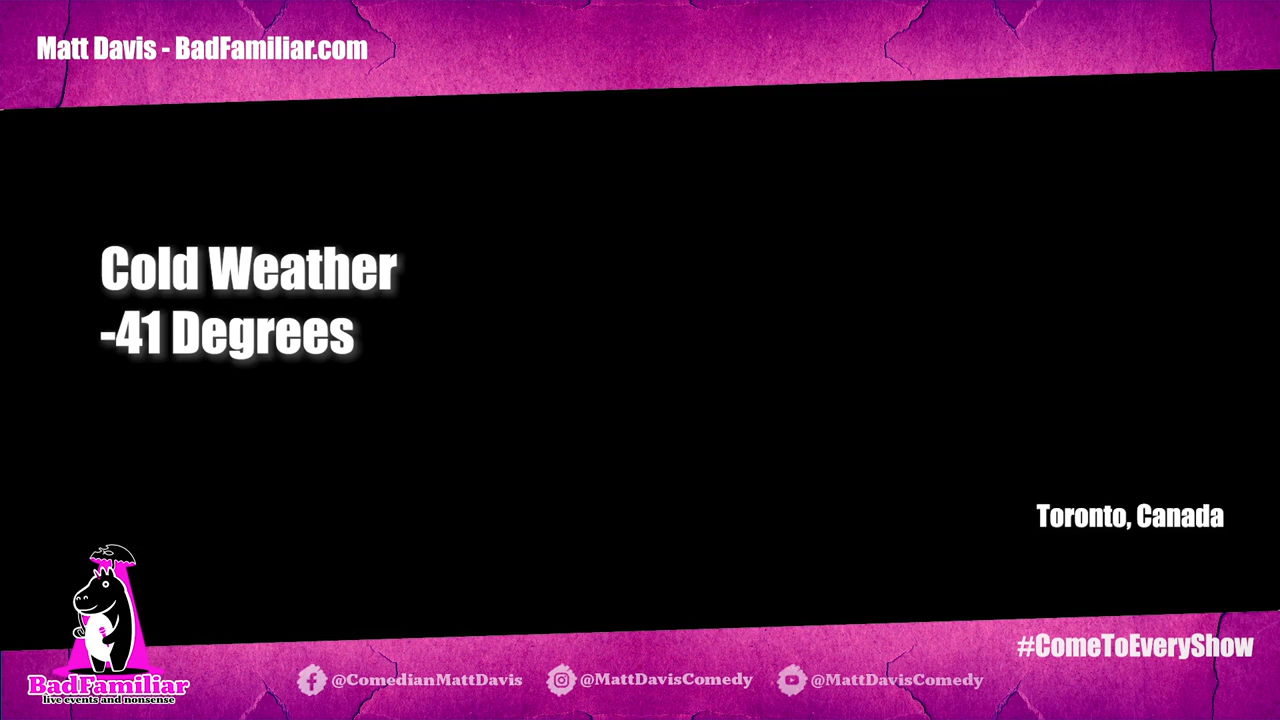 Matt Davis - BadFamiliar.com
Cold Weather
-41 Degrees
Toronto, Canada
#ComeToEveryShow
@ComedianMattDavis
@MattDavisComedy
@MattDavisComedy
BadFamiliar
live events and nonsense